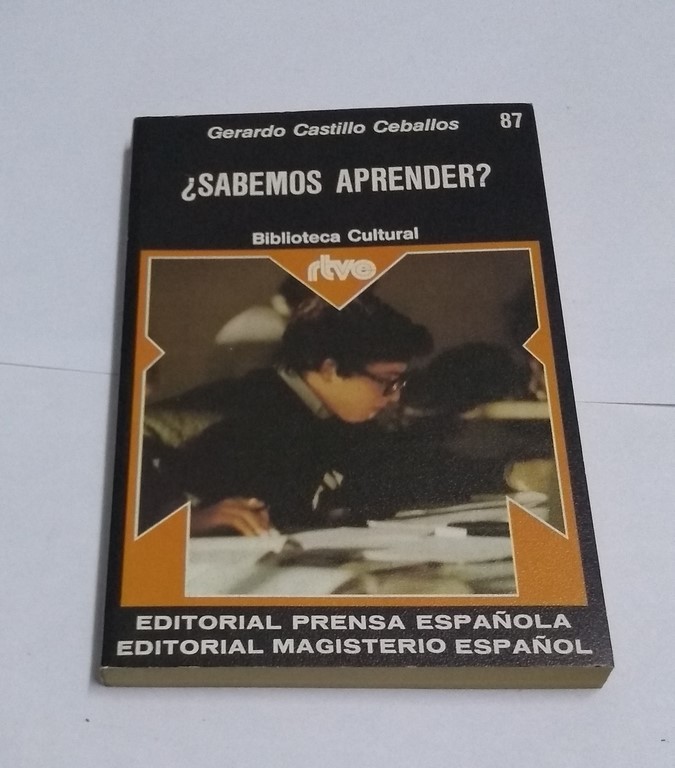 Gerardo Castillo Ceballos 87
¿SABEMOS APRENDER?
Biblioteca Cultural
rtve
EDITORIAL PRENSA ESPAÑOLA
EDITORIAL MAGISTERIO ESPAÑOL